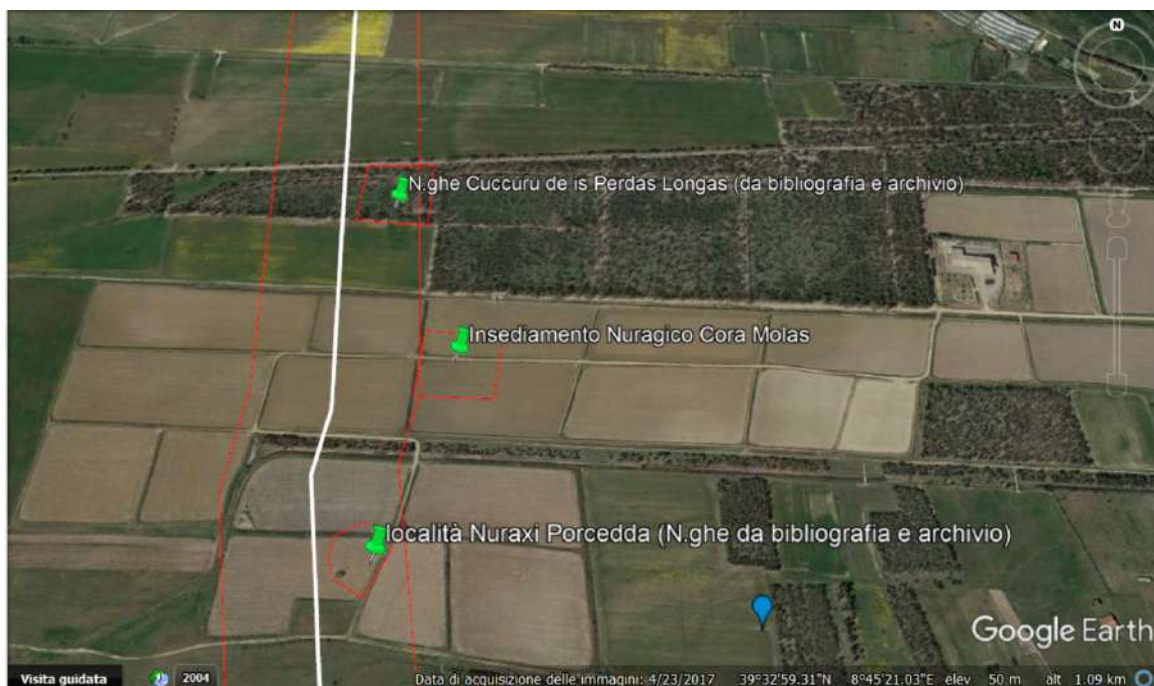 N
N.ghe Cuccuru de is Perdas Longas (da bibliografia e archivio)
Insediamento Nuragico Cora Molas
località Nuraxi Porcedda (N.ghe da bibliografia e archivio)
Google Earth
Visita guidata
2004
Data di acquisizione delle immagini: 4/23/2017 39°32'59.31"N 8°45'21.03"E elev 50 m alt 1.09 km